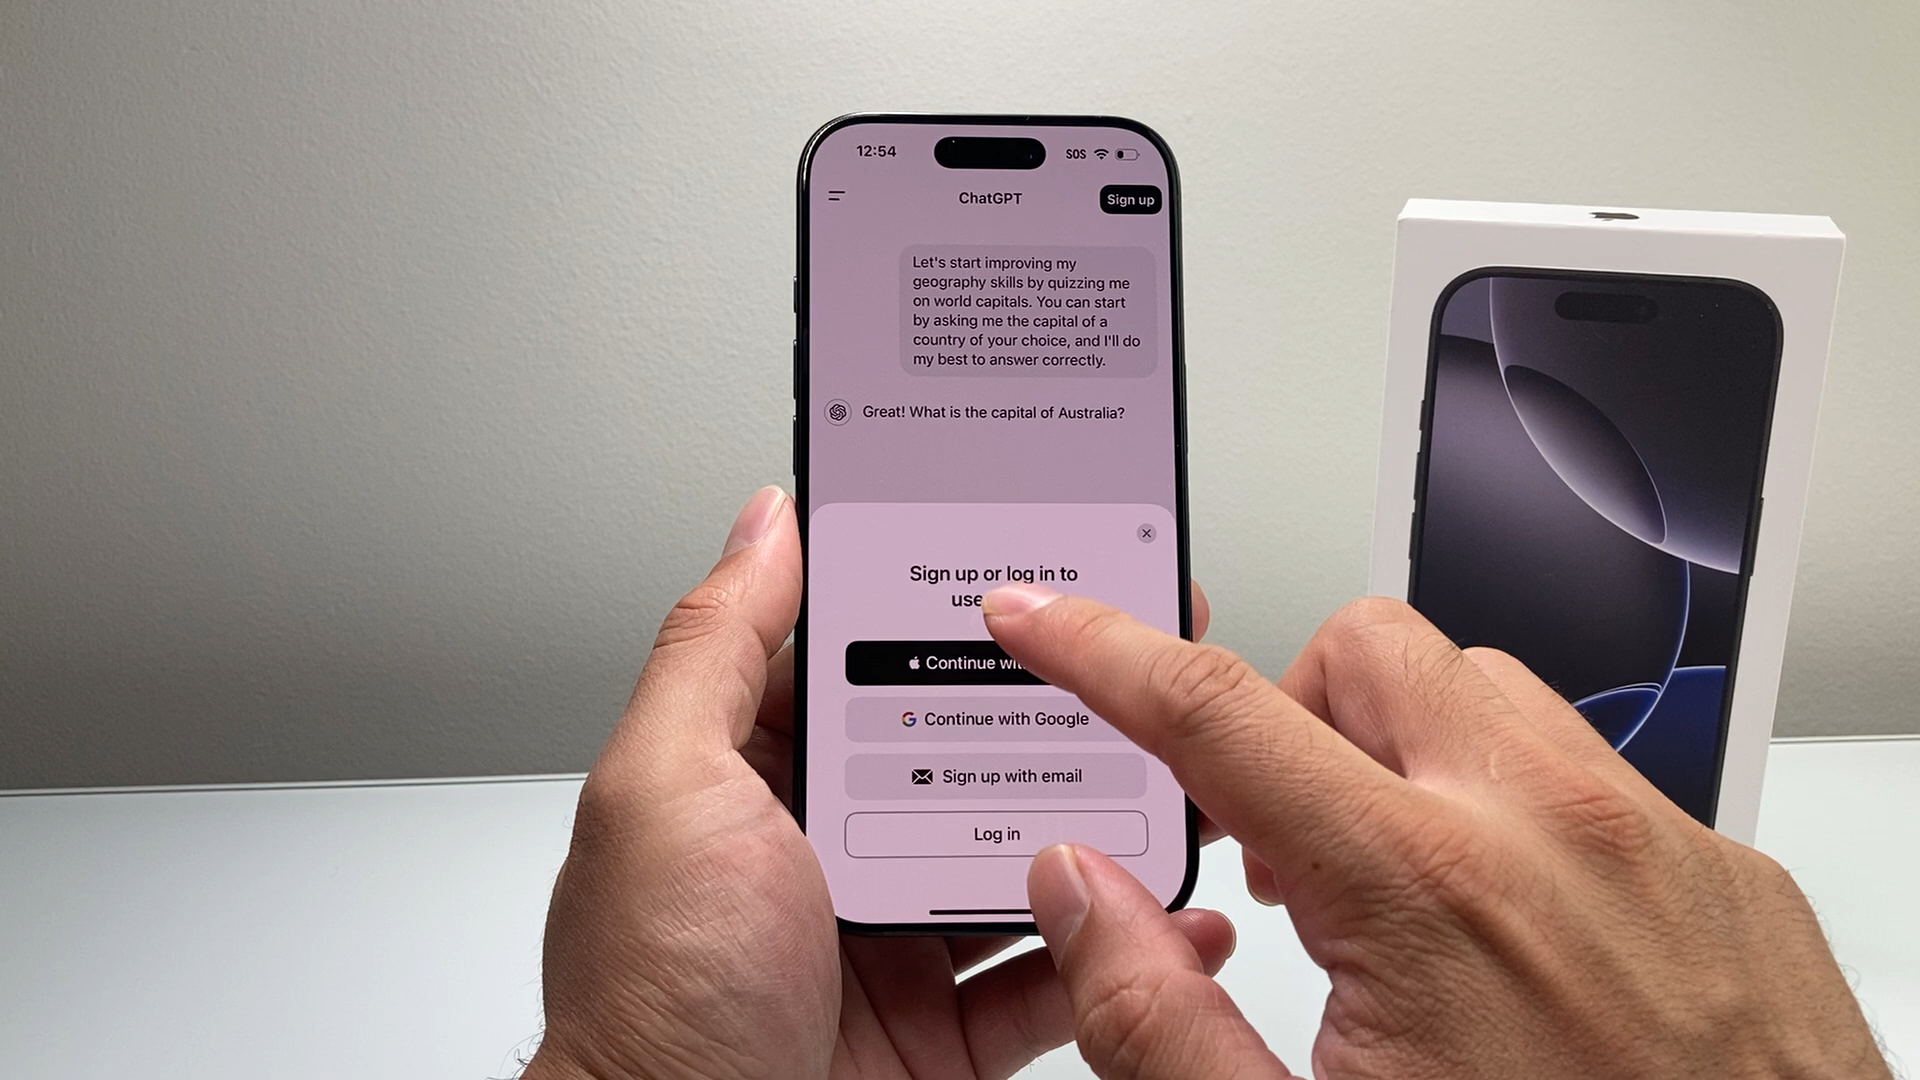 12:54
SOS
ChatGPT
Sign up
Let's start improving my
geography skills by quizzing me
on world capitals. You can start
by asking me the capital of a
country of your choice, and I'll do
my best to answer correctly.
Great! What is the capital of Australia?
Sign up or log in to
use
Continue
Continue with Google
Sign up with email
Log in